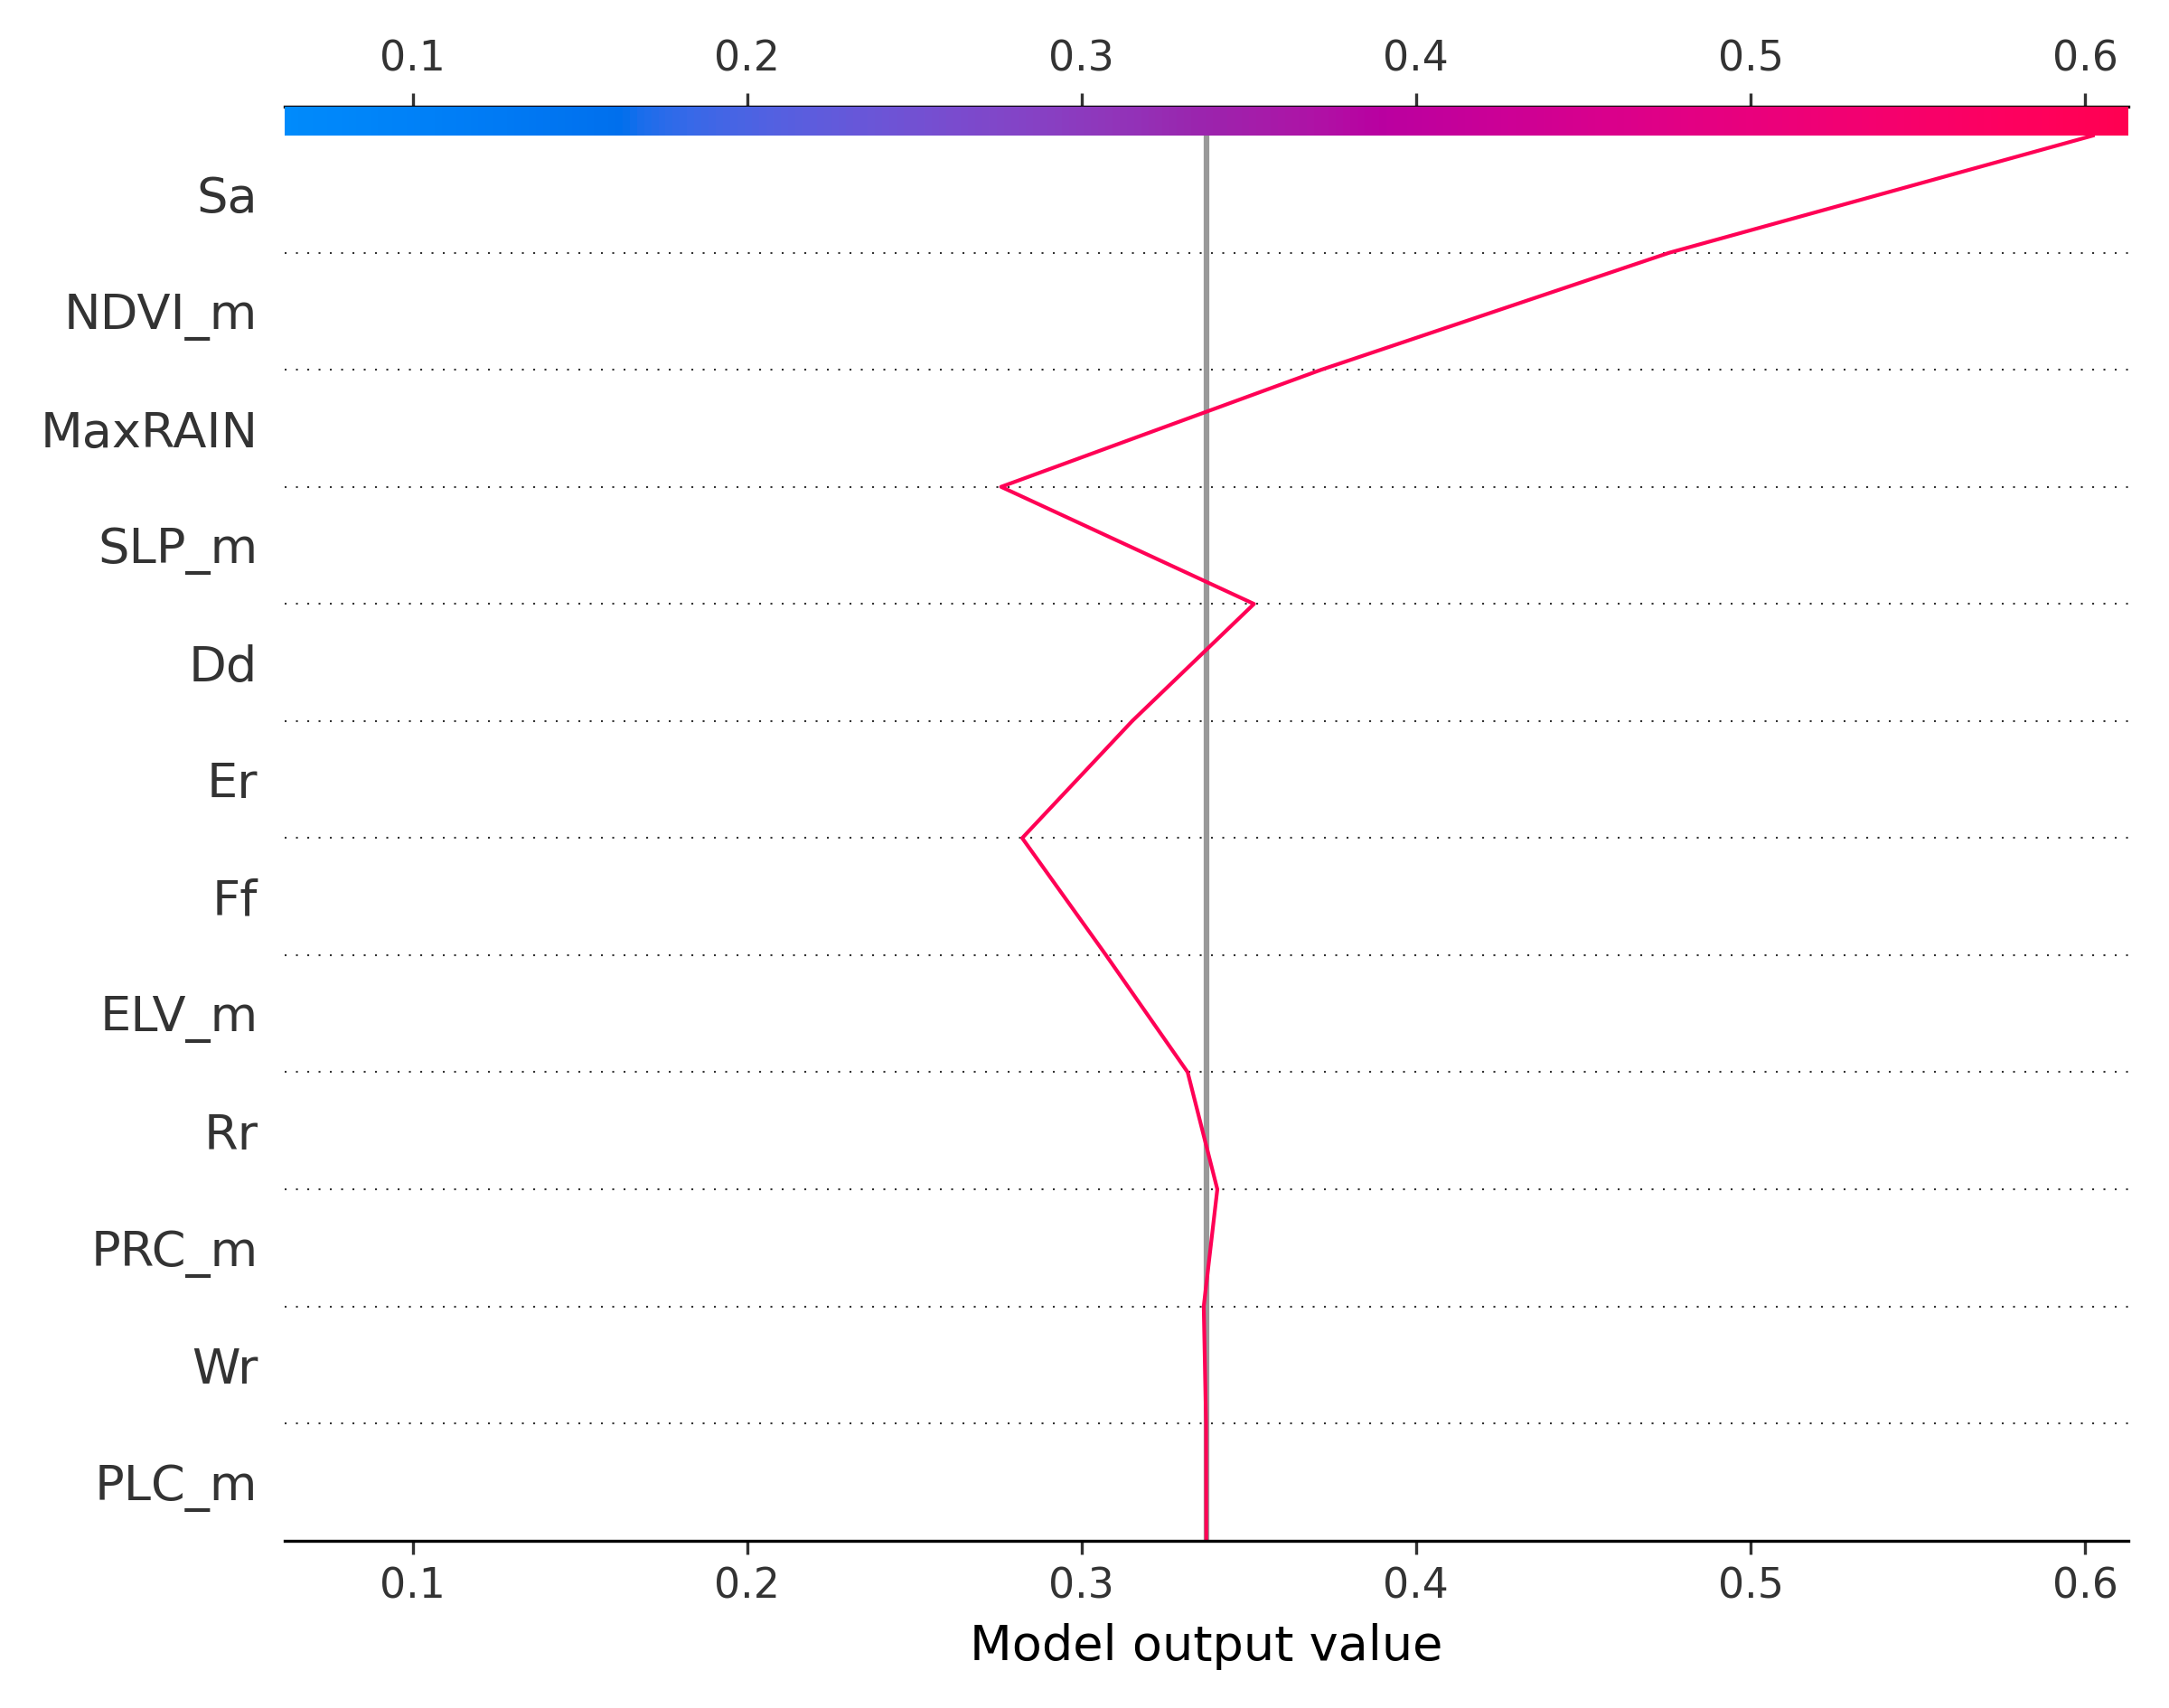 0.1 0.2 0.3 0.4 0.5 0.6
Sa
NDVI_m
MaxRAIN
SLP_m
Dd
Er
Ff
ELV_m
Rr
PRC_m
Wr
PLC_m
0.1 0.2 0.3 0.4 0.5 0.6
Model output value